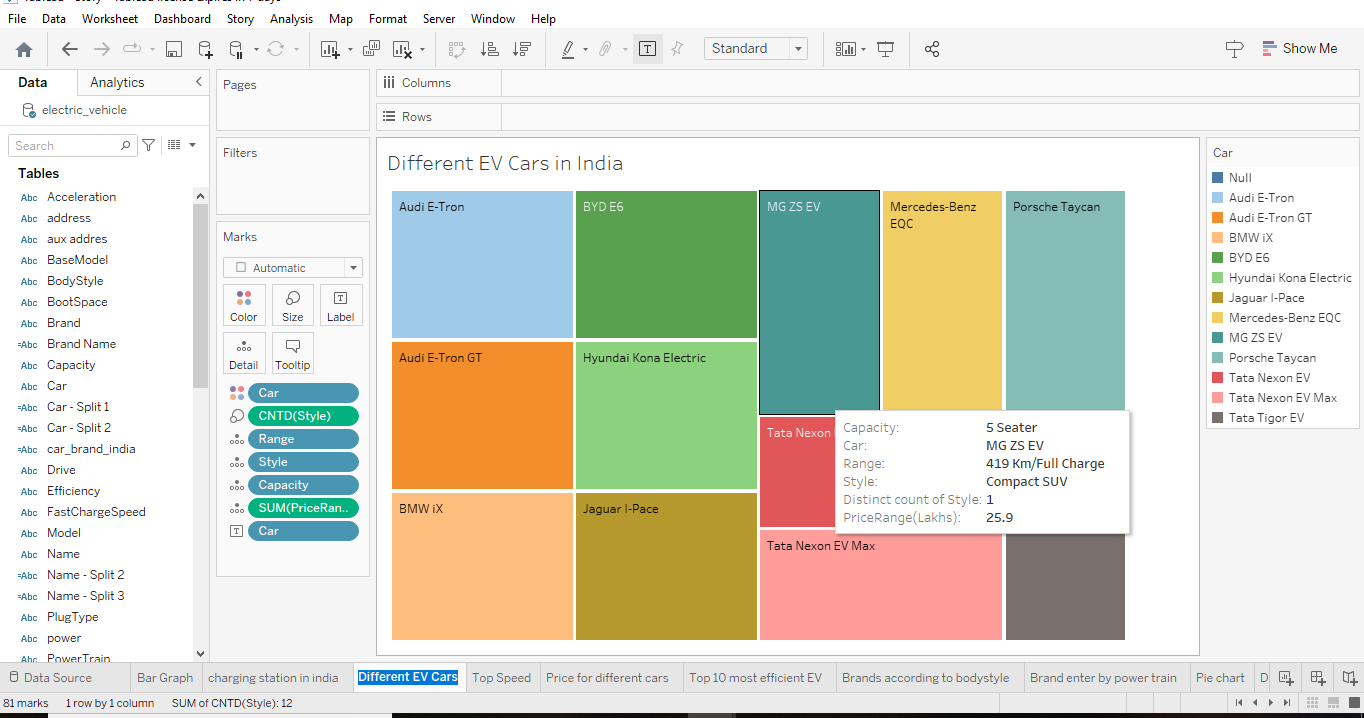 File Data Worksheet Dashboard Story Analysis Map Format Server Window Help
Standard
Show Me
Data Analytics
electric_vehicle
Search
Tables
Abc Acceleration
Abc address
Abc aux addres
Abc BaseModel
Abc BodyStyle
Abc BootSpace
Abc Brand
=Abc Brand Name
Abc Capacity
Abc Car
=Abc Car - Split 1
=Abc Car - Split 2
=Abc car_brand_india
Abc Drive
Abc Efficiency
Abc FastChargeSpeed
Abc Model
Abc Name
=Abc Name - Split 2
=Abc Name - Split 3
Abc PlugType
Abc power
Abc PowerTrain
Pages
Filters
Marks
Automatic
Color Size Label
Detail Tooltip
Car
CNTD(Style)
Range
Style
Capacity
SUM(PriceRan..
Car
Columns
Rows
Different EV Cars in India
Audi E-Tron
BYD E6
MG ZS EV
Mercedes-Benz
EQC
Porsche Taycan
Audi E-Tron GT
Hyundai Kona Electric
Tata Nexon
BMW iX
Jaguar I-Pace
Tata Nexon EV Max
Capacity: 5 Seater
Car: MG ZS EV
Range: 419 Km/Full Charge
Style: Compact SUV
Distinct count of Style: 1
PriceRange(Lakhs): 25.9
Car
Null
Audi E-Tron
Audi E-Tron GT
BMW iX
BYD E6
Hyundai Kona Electric
Jaguar I-Pace
Mercedes-Benz EQC
MG ZS EV
Porsche Taycan
Tata Nexon EV
Tata Nexon EV Max
Tata Tigor EV
Data Source Bar Graph charging station in india Different EV Cars Top Speed Price for different cars Top 10 most efficient EV Brands according to bodystyle Brand enter by power train Pie chart D
81 marks 1 row by 1 column SUM of CNTD(Style): 12